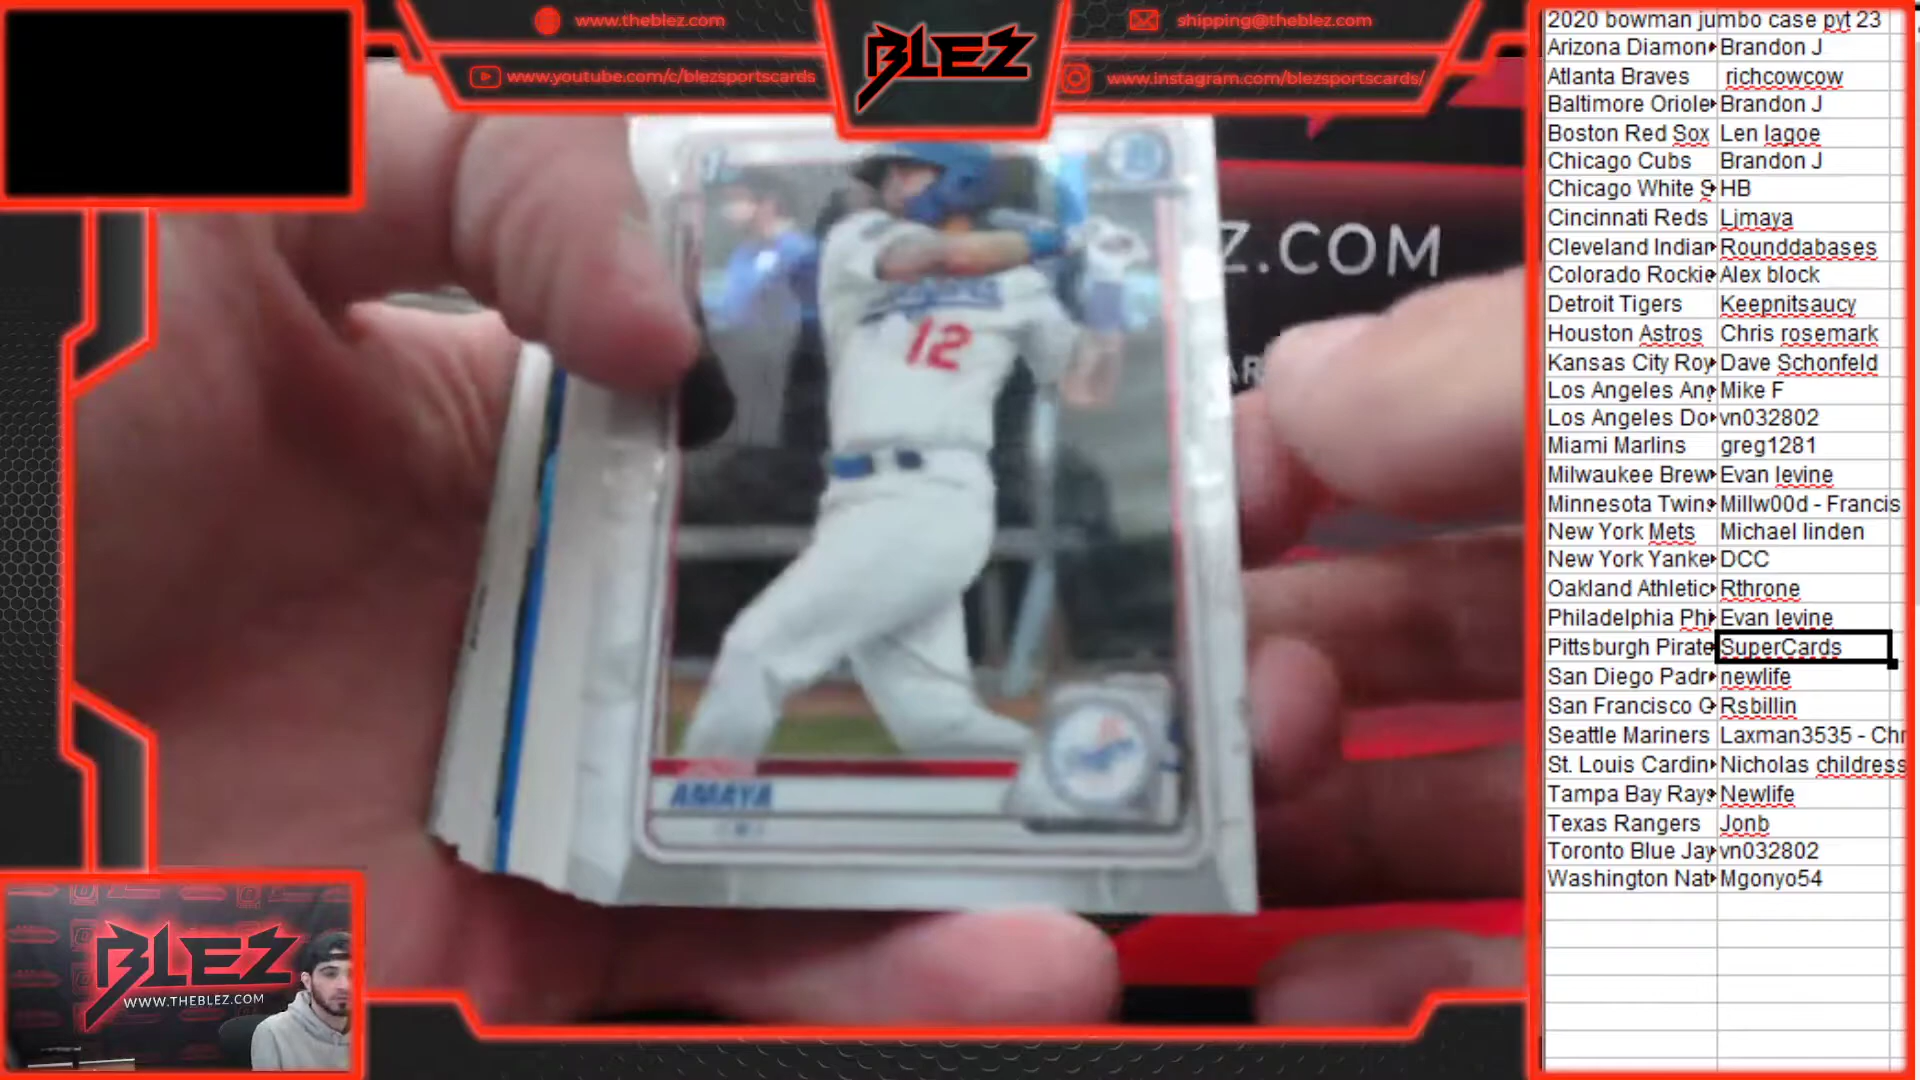 www.theblez.com
BLEZ
shipping@theblez.com
www.youtube.com/c/blezsportscards
www.instagram.com/blezsportscards/
Z.COM
12
AMAYA
BLEZ
WWW.THEBLEZ.COM
2020 bowman jumbo case pyt 23
Arizona Diamon Brandon J
Atlanta Braves richcowcow
Baltimore Oriole Brandon J
Boston Red Sox Len lagoe
Chicago Cubs Brandon J
Chicago White S HB
Cincinnati Reds Ljmaya
Cleveland Indian Rounddabases
Colorado Rockie Alex block
Detroit Tigers Keepnitsaucy
Houston Astros Chris rosemark
Kansas City Roy Dave Schonfeld
Los Angeles Ang Mike F
Los Angeles Do vn032802
Miami Marlins greg1281
Milwaukee Brew Evan levine
Minnesota Twins Millw00d - Francis
New York Mets Michael linden
New York Yanke DCC
Oakland Athletic Rthrone
Philadelphia Phi Evan levine
Pittsburgh Pirate SuperCards
San Diego Padr newlife
San Francisco G Rsbillin
Seattle Mariners Laxman3535 - Chr
St. Louis Cardin Nicholas childress
Tampa Bay Rays Newlife
Texas Rangers Jonb
Toronto Blue Jay vn032802
Washington Nat Mgonyo54